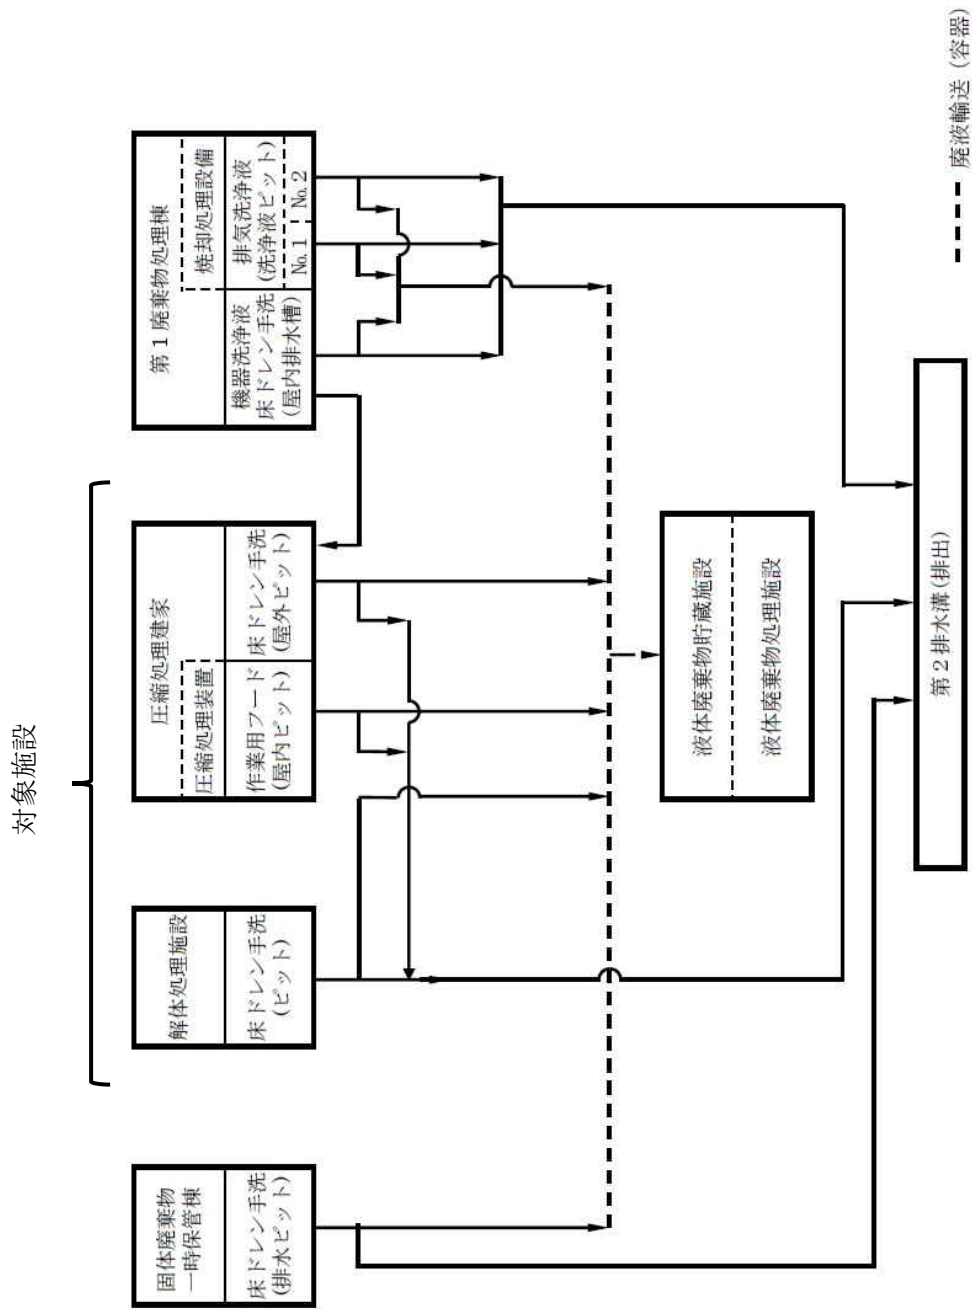 対象施設
固体廃棄物
一時保管棟
床ドレン手洗
(排水ピット)
解体処理施設
床ドレン手洗
(ピット)
圧縮処理建家
圧縮処理装置
作業用フード
(屋内ピット)
床ドレン手洗
(屋外ピット)
第1廃棄物処理棟
焼却処理設備
機器洗浄液
床ドレン手洗
(屋内排水槽)
排気洗浄液
(洗浄液ピット)
No.1
No.2
液体廃棄物貯蔵施設
液体廃棄物処理施設
第2排水溝(排出)
廃液輸送(容器)